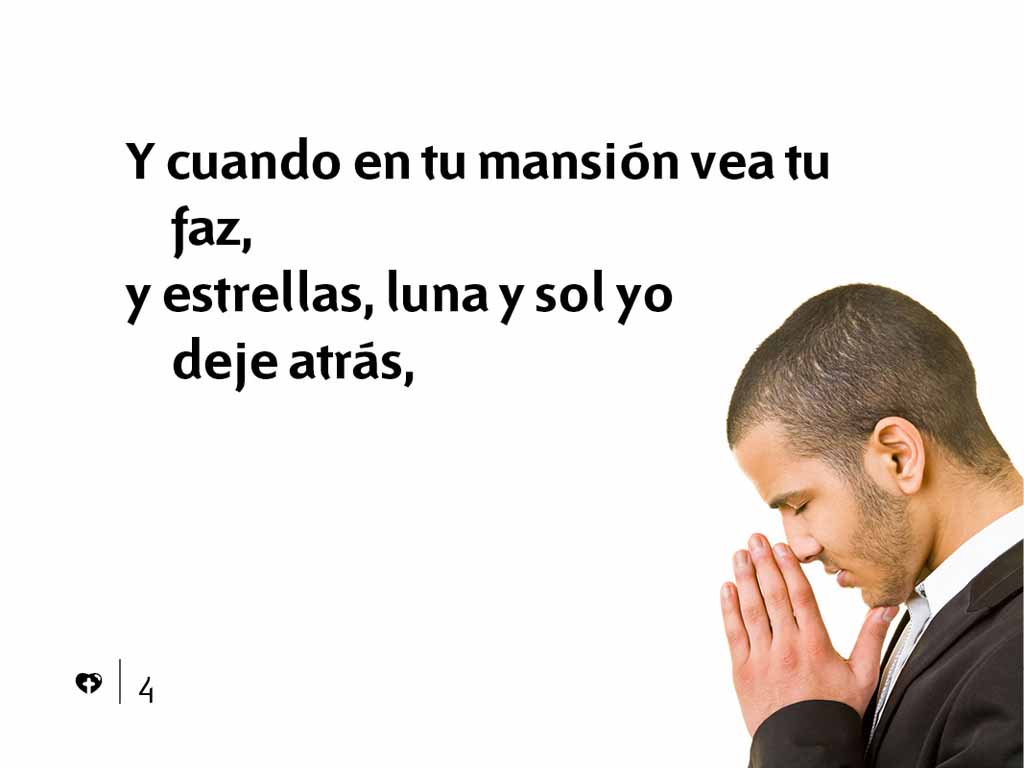 Y cuando en tu mansión vea tu
faz,
y estrellas, luna y sol yo
deje atrás,
4